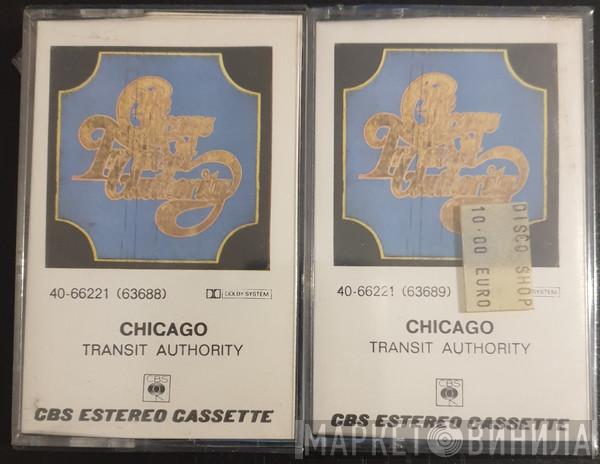 Chicago
Transit
Authority
40-66221 (63688)
DOLBY SYSTEM
CHICAGO
TRANSIT AUTHORITY
CBS
CBS ESTEREO CASSETTE
Chicago
Transit
Authority
40-66221 (63689)
SYSTEM
DISCO SHOP
10.00 EURO
CHICAGO
TRANSIT AUTHORITY
CBS
CBS ESTEREO CASSETTE
МАРКЕТ ВИНИЛА